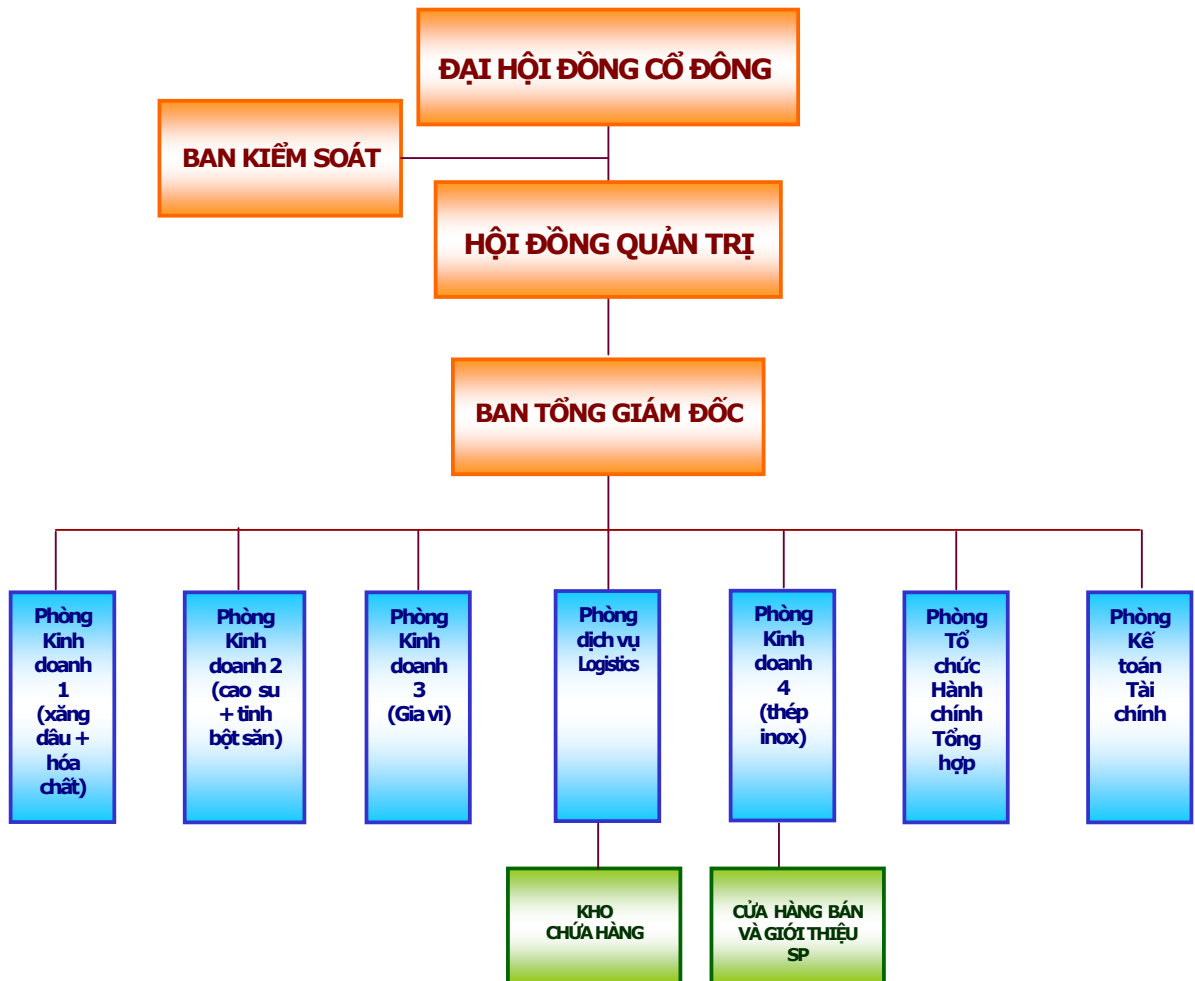 ĐẠI HỘI ĐỒNG CỔ ĐÔNG
BAN KIỂM SOÁT
HỘI ĐỒNG QUẢN TRỊ
BAN TỔNG GIÁM ĐỐC
Phòng
Kinh
doanh
1
(xăng
dầu +
hóa
chất)
Phòng
Kinh
doanh 2
(cao su
+ tinh
bột sắn)
Phòng
Kinh
doanh
3
(Gia vị)
Phòng
dịch vụ
Logistics
Phòng
Kinh
doanh
4
(thép
inox)
Phòng
Tổ
chức
Hành
chính
Tổng
hợp
Phòng
Kế
toán
Tài
chính
KHO
CHỨA HÀNG
CỬA HÀNG BÁN
VÀ GIỚI THIỆU
SP